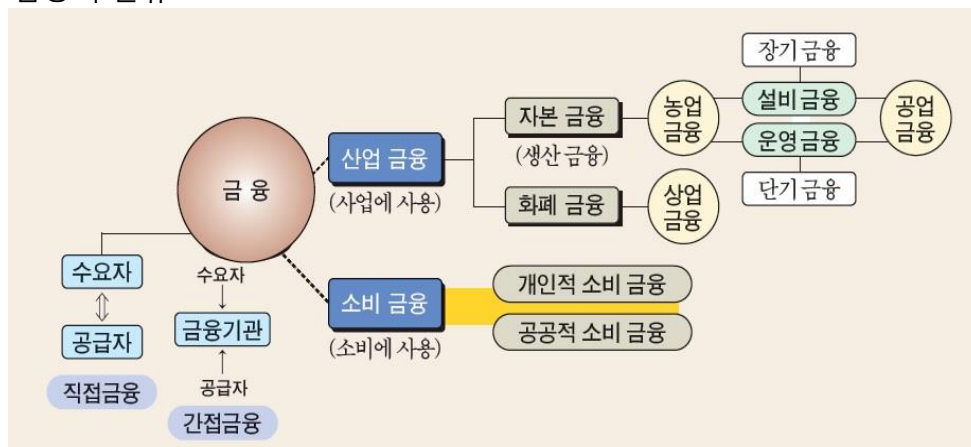 장기 금융
설비 금융
운영 금융
단기 금융
농업
금융
공업
금융
자본 금융
(생산 금융)
화폐 금융
상업
금융
산업 금융
(사업에 사용)
금 융
수요자
공급자
직접금융
수요자
금융기관
공급자
간접금융
소비 금융
(소비에 사용)
개인적 소비 금융
공공적 소비 금융